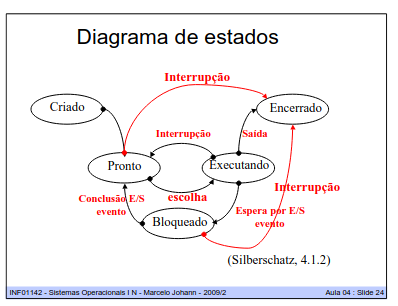 Diagrama de estados
Interrupção
Criado
Encerrado
Interrupção
Saída
Pronto
Executando
Conclusão E/S
evento
escolha
Interrupção
Bloqueado
Espera por E/S
evento
(Silberschatz, 4.1.2)
INF01142 - Sistemas Operacionais I N - Marcelo Johann - 2009/2
Aula 04 : Slide 24